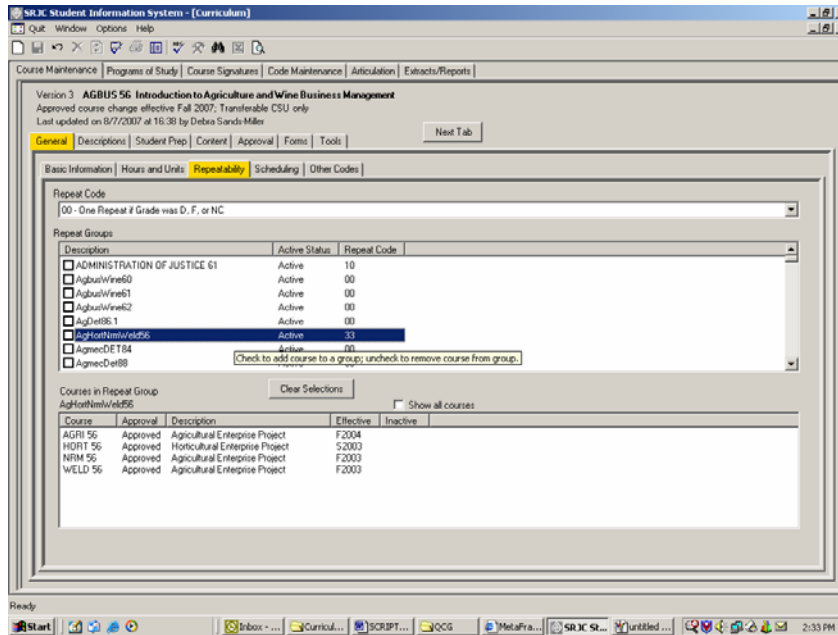 SRJC Student Information System - [Curriculum]
Quit Window Options Help
Course Maintenance Programs of Study Course Signatures Code Maintenance Articulation Extracts/Reports
Version 3 AGBUS 56 Introduction to Agriculture and Wine Business Management
Approved course change effective Fall 2007; Transferable CSU only
Last updated on 8/7/2007 at 16:38 by Debra Sands-Miller
Next Tab
General Descriptions Student Prep Content Approval Forms Tools
Basic Information Hours and Units Repeatability Scheduling Other Codes
Repeat Code
00 - One Repeat if Grade was D, F, or NC
Repeat Groups
Description Active Status Repeat Code
ADMINISTRATION OF JUSTICE 61 Active 10
AgbusWine60 Active 00
AgbusWine61 Active 00
AgbusWine62 Active 00
AgDet86.1 Active 00
AgHortNrmWeld56 Active 33
AgmecDET84 Active 00
AgmecDet88
Check to add course to a group; uncheck to remove course from group.
Courses in Repeat Group
Clear Selections
AgHortNrmWeld56
Show all courses
Course Approval Description Effective Inactive
AGRI 56 Approved Agricultural Enterprise Project F2004
HORT 56 Approved Horticultural Enterprise Project S2003
NRM 56 Approved Agricultural Enterprise Project F2003
WELD 56 Approved Agricultural Enterprise Project F2003
Ready
Start Inbox - ... Curricul... SCRIPT... QCG MetaFra... SRJC St... untitled ... 2:33 PM